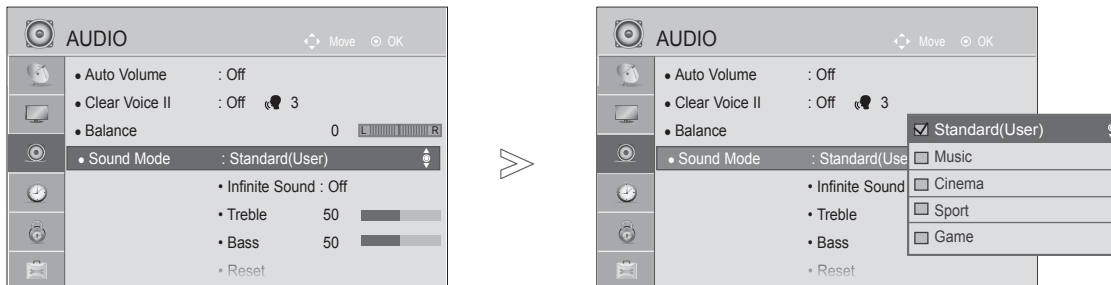 AUDIO
Move OK
• Auto Volume : Off
• Clear Voice II : Off 3
• Balance 0 L R
• Sound Mode : Standard(User)
• Infinite Sound : Off
• Treble 50
• Bass 50
• Reset
AUDIO
Move OK
• Auto Volume : Off
• Clear Voice II : Off 3
• Balance
• Sound Mode : Standard(Use
• Infinite Sound
• Treble
• Bass
• Reset
Standard(User)
Music
Cinema
Sport
Game